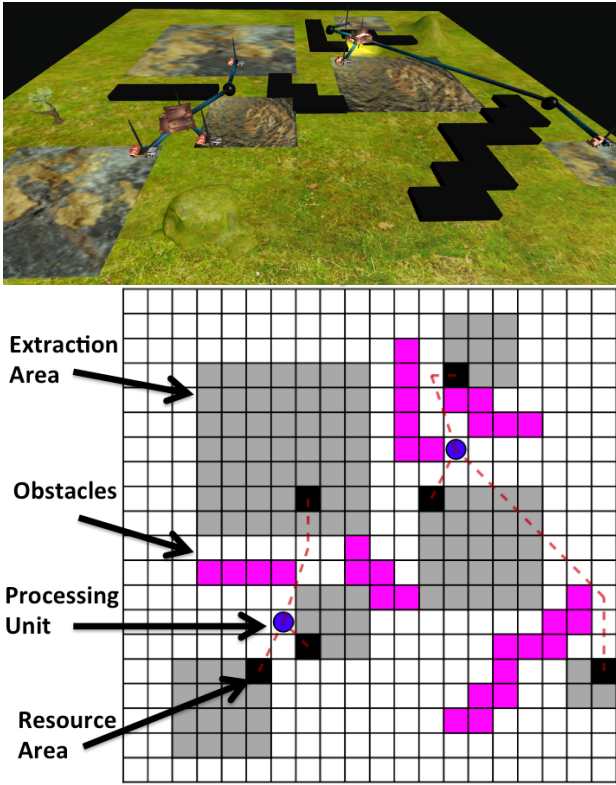 Extraction
Area
Obstacles
Processing
Unit
Resource
Area